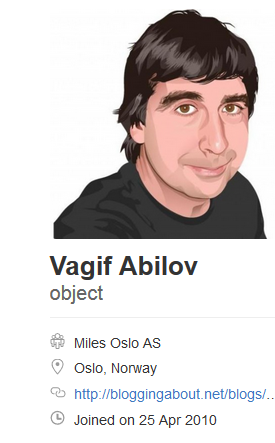 Vagif Abilov
object
Miles Oslo AS
Oslo, Norway
http://bloggingabout.net/blogs/...
Joined on 25 Apr 2010